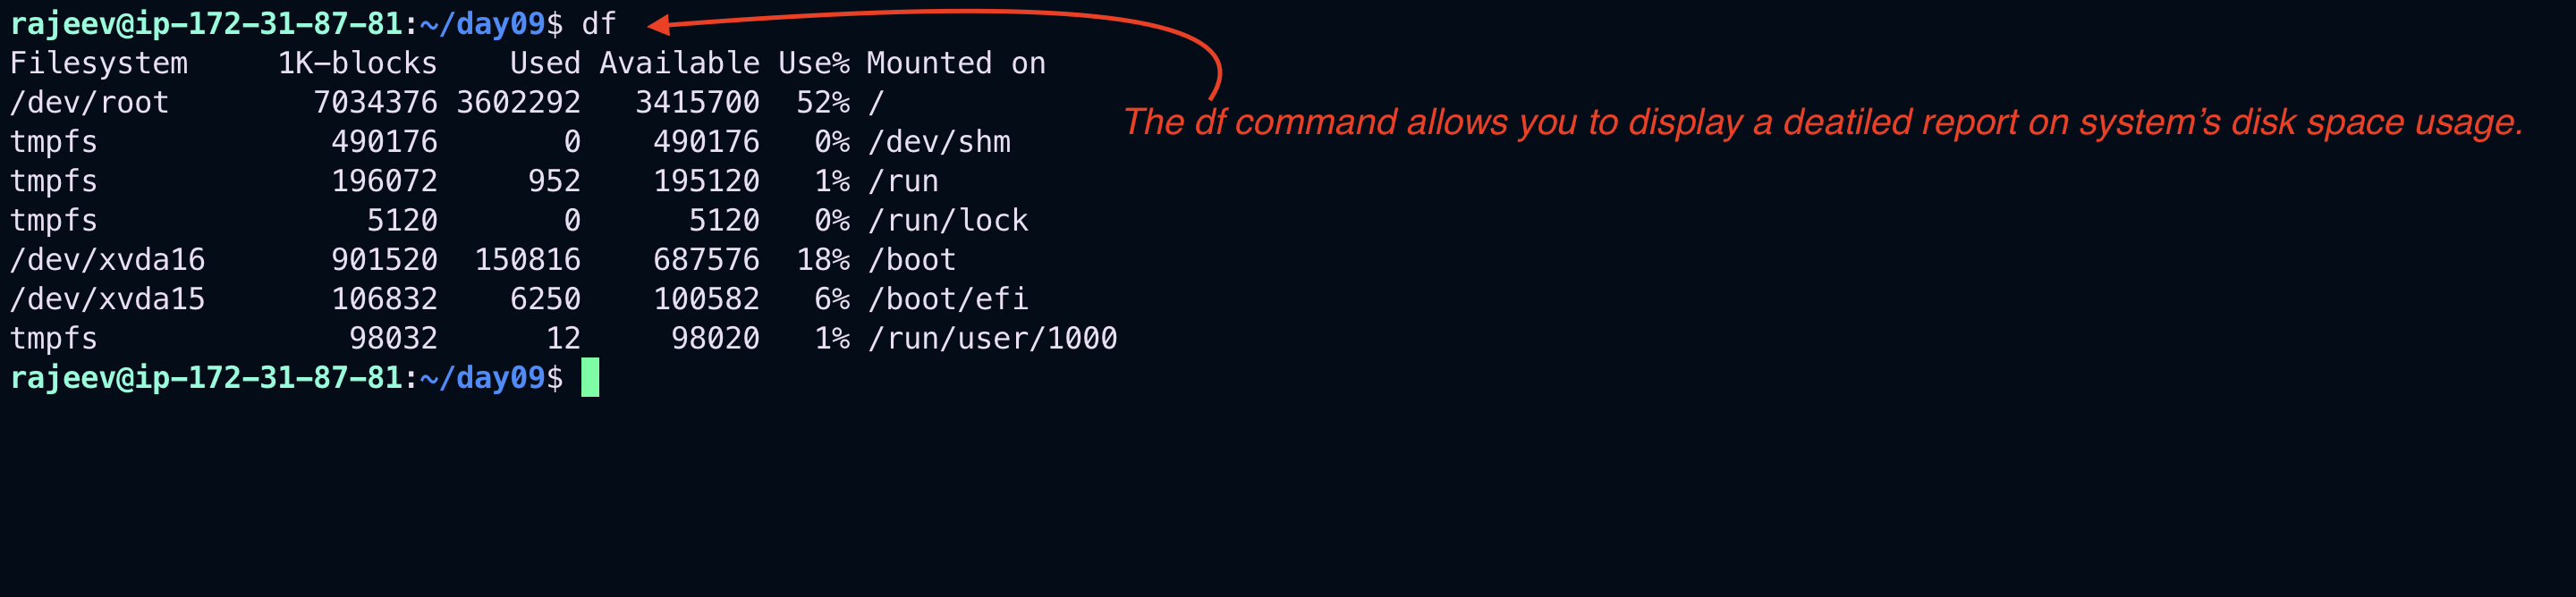 rajeev@ip-172-31-87-81:~/day09$ df
Filesystem     1K-blocks    Used Available Use% Mounted on
/dev/root        7034376 3602292   3415700  52% /
The df command allows you to display a deatiled report on system’s disk space usage.
tmpfs             490176       0    490176   0% /dev/shm
tmpfs             196072     952    195120   1% /run
tmpfs               5120       0      5120   0% /run/lock
/dev/xvda16       901520  150816    687576  18% /boot
/dev/xvda15       106832    6250    100582   6% /boot/efi
tmpfs              98032      12     98020   1% /run/user/1000
rajeev@ip-172-31-87-81:~/day09$